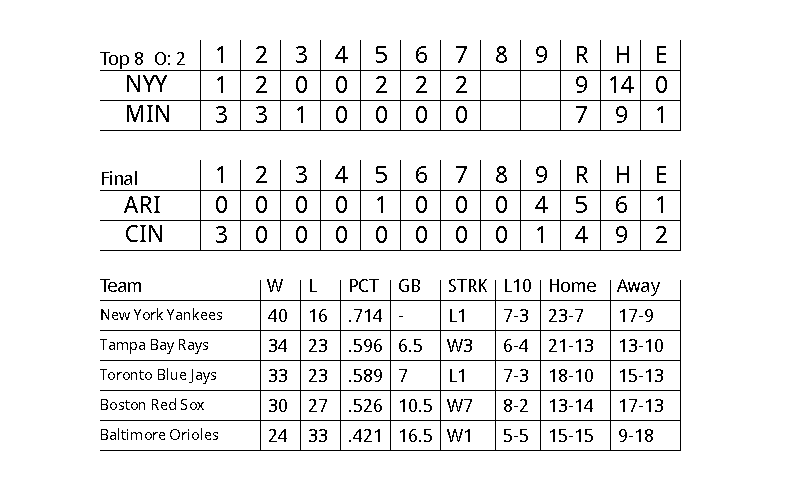 Top 8 O: 2 1 2 3 4 5 6 7 8 9 R H E
NYY 1 2 0 0 2 2 2 9 14 0
MIN 3 3 1 0 0 0 0 7 9 1
Final 1 2 3 4 5 6 7 8 9 R H E
ARI 0 0 0 0 1 0 0 0 4 5 6 1
CIN 3 0 0 0 0 0 0 0 1 4 9 2
Team W L PCT GB STRK L10 Home Away
New York Yankees 40 16 .714 - L1 7-3 23-7 17-9
Tampa Bay Rays 34 23 .596 6.5 W3 6-4 21-13 13-10
Toronto Blue Jays 33 23 .589 7 L1 7-3 18-10 15-13
Boston Red Sox 30 27 .526 10.5 W7 8-2 13-14 17-13
Baltimore Orioles 24 33 .421 16.5 W1 5-5 15-15 9-18